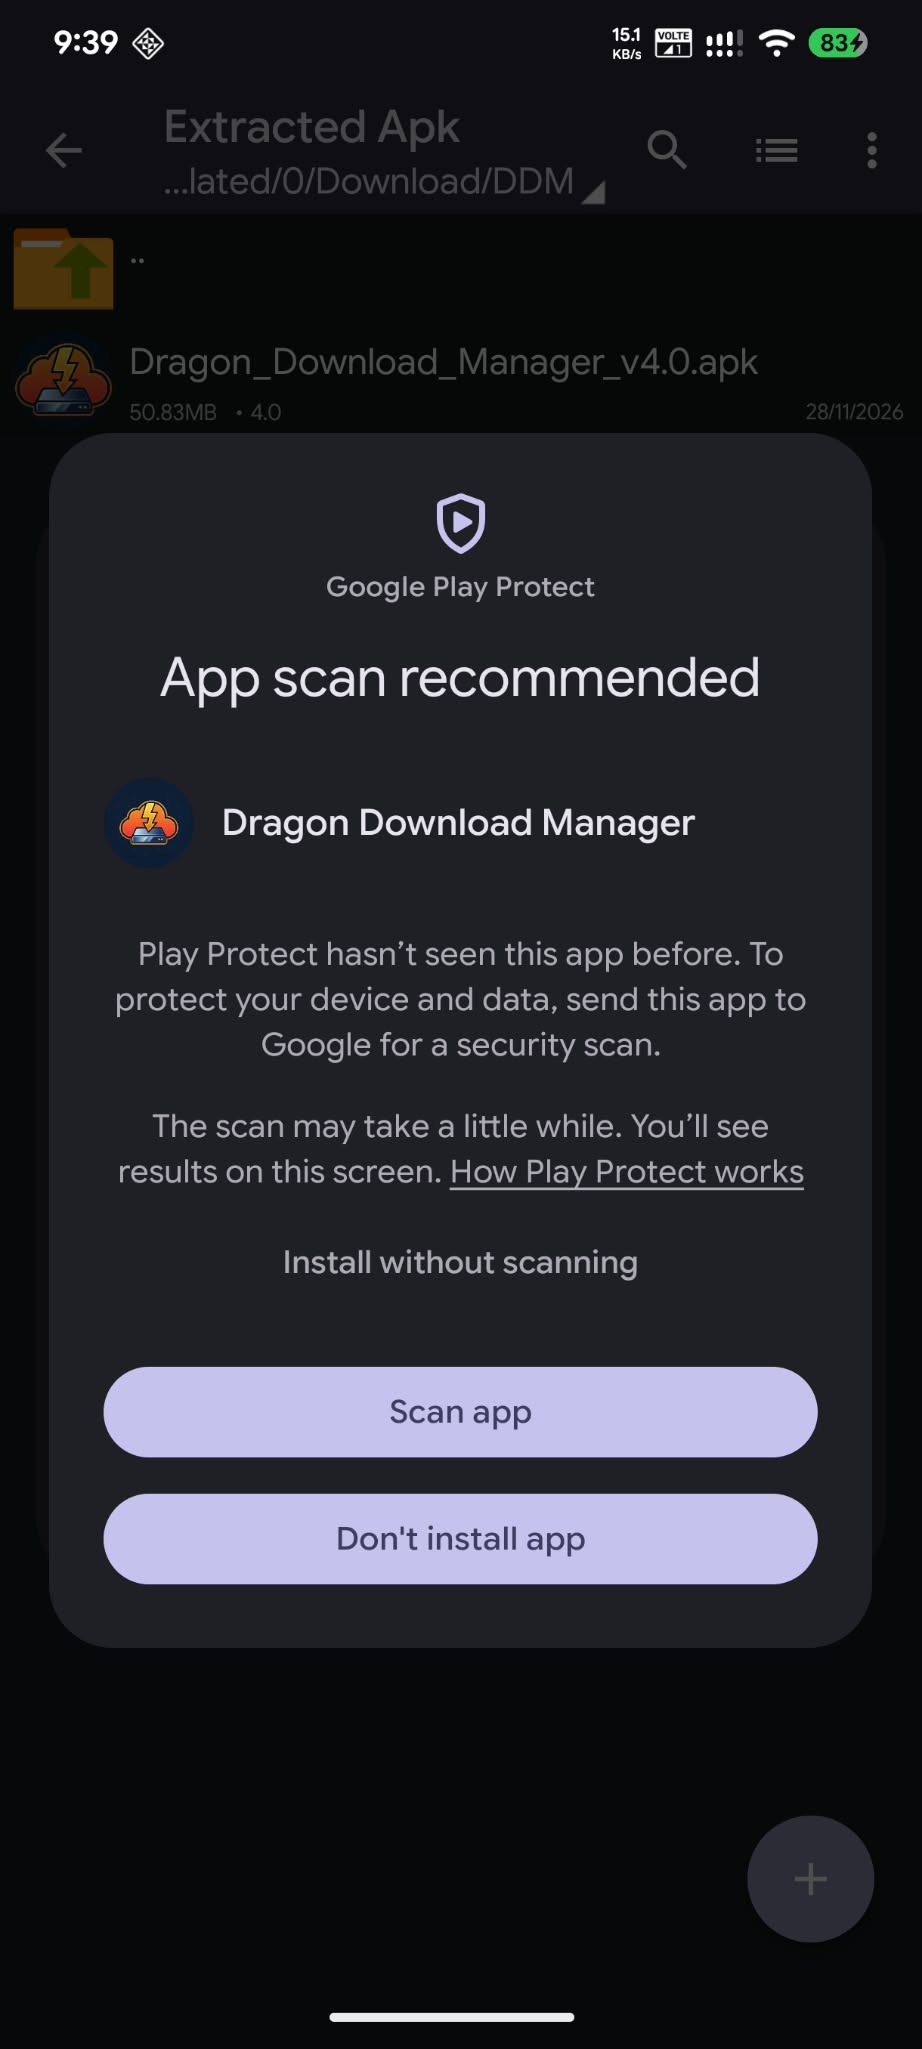 9:39
15.1
KB/s
VOLTE
1
83
Extracted Apk
...lated/0/Download/DDM
..
Dragon_Download_Manager_v4.0.apk
50.83MB • 4.0
28/11/2026
Google Play Protect
App scan recommended
Dragon Download Manager
Play Protect hasn’t seen this app before. To
protect your device and data, send this app to
Google for a security scan.
The scan may take a little while. You’ll see
results on this screen. How Play Protect works
Install without scanning
Scan app
Don't install app